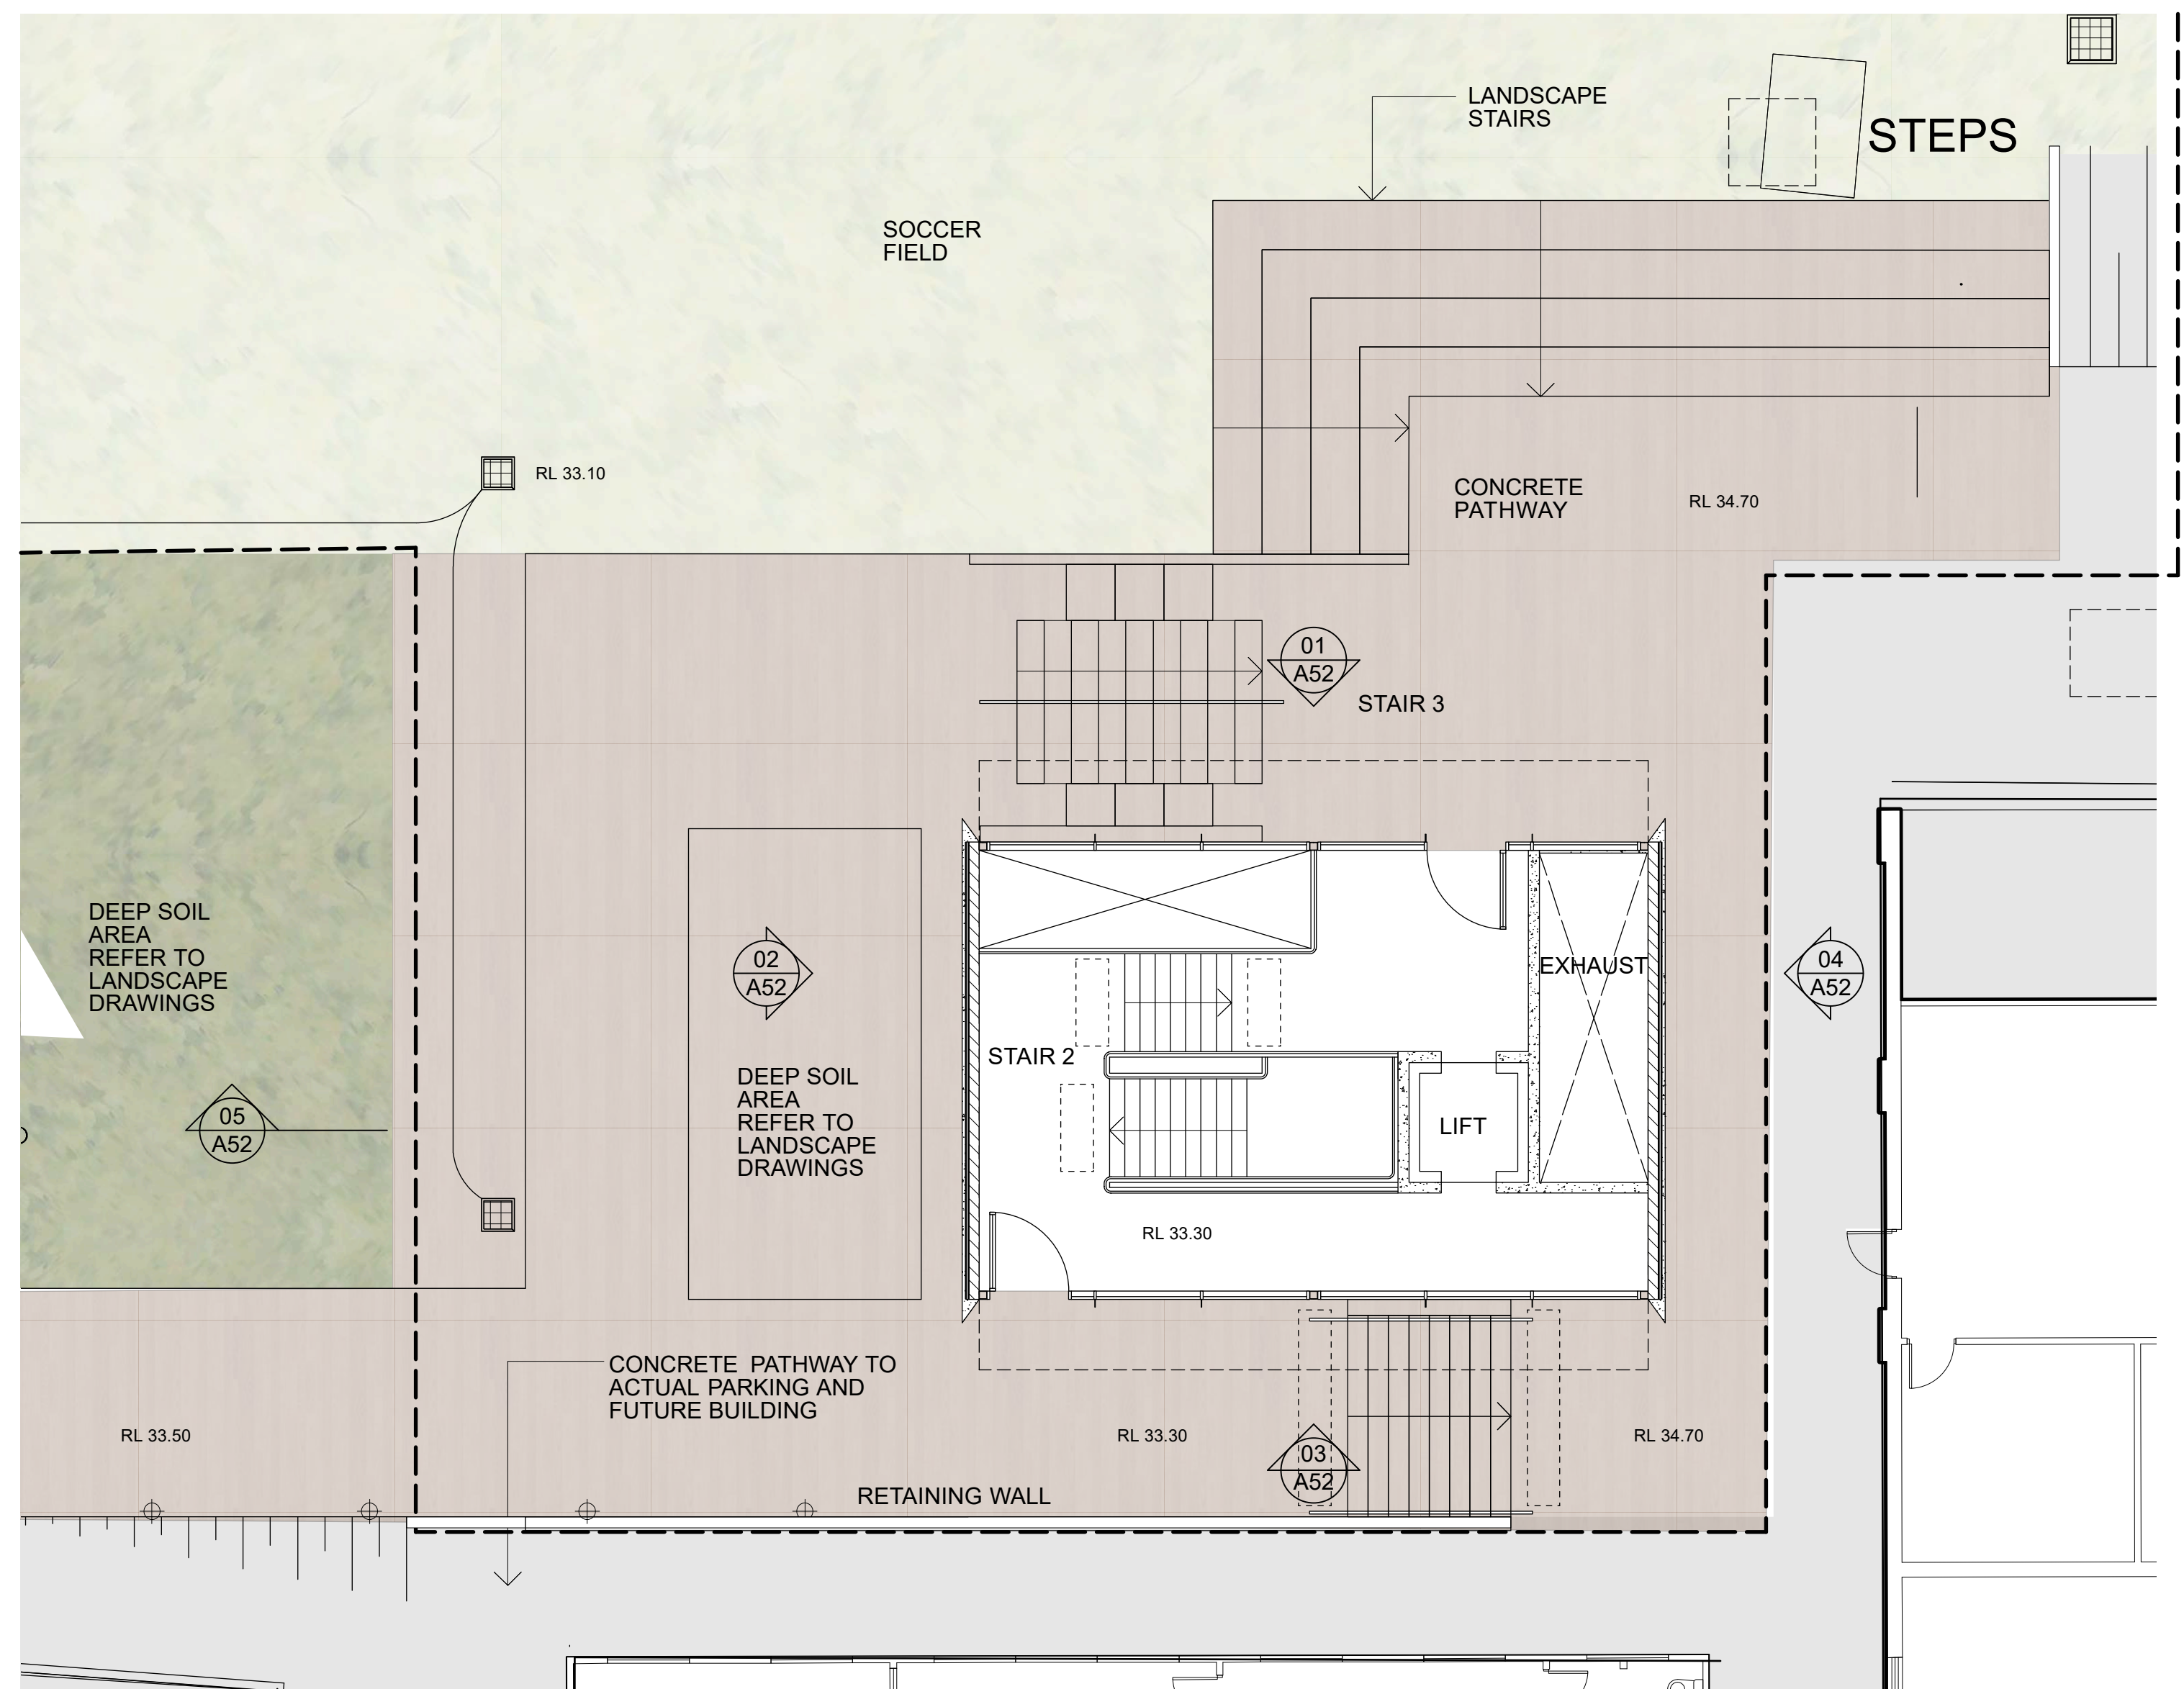 LANDSCAPE
STAIRS
STEPS
SOCCER
FIELD
RL 33.10
CONCRETE
PATHWAY
RL 34.70
01
A52
STAIR 3
DEEP SOIL
AREA
REFER TO
LANDSCAPE
DRAWINGS
02
A52
EXHAUST
04
A52
STAIR 2
DEEP SOIL
AREA
REFER TO
LANDSCAPE
DRAWINGS
05
A52
LIFT
RL 33.30
CONCRETE PATHWAY TO
ACTUAL PARKING AND
FUTURE BUILDING
RL 33.50
RL 33.30
RL 34.70
03
A52
RETAINING WALL